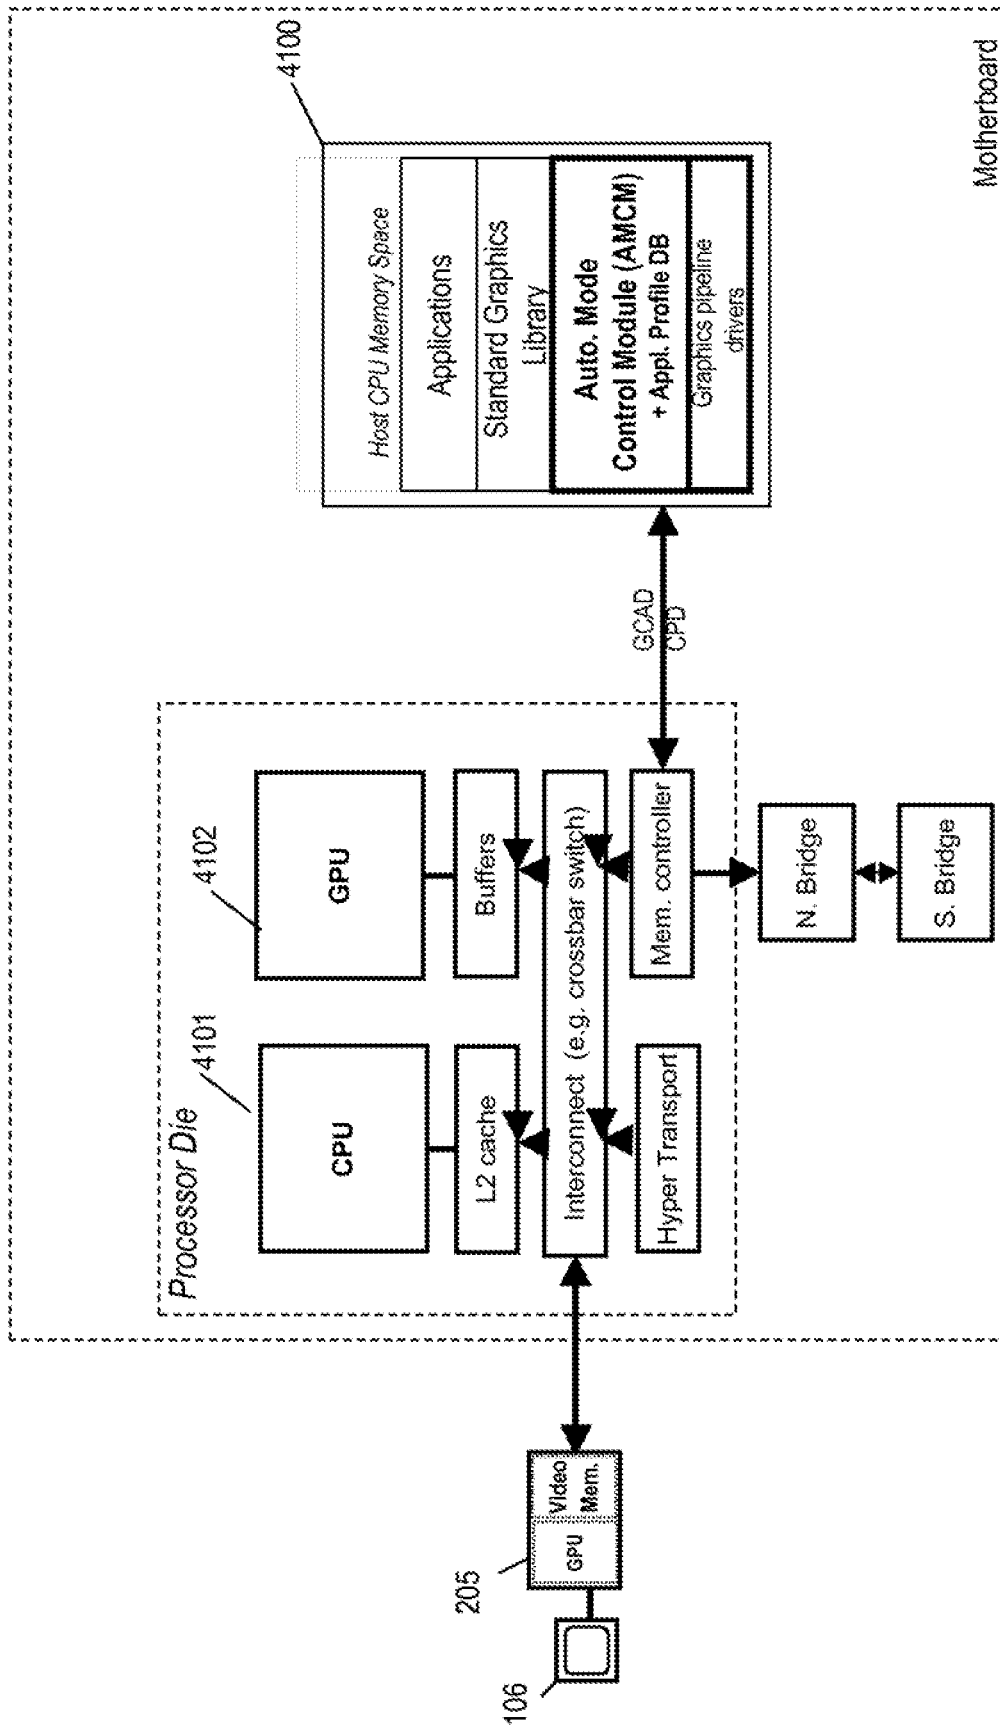 Motherboard
4100
Host CPU Memory Space
Applications
Standard Graphics
Library
Auto. Mode
Control Module (AMCM)
+ Appl. Profile DB
Graphics pipeline
drivers
GCAD
CPD
Processor Die
4101
4102
CPU
GPU
L2 cache
Buffers
Interconnect (e.g. crossbar switch)
Hyper Transport
Mem. controller
N. Bridge
S. Bridge
205
GPU
Video
Mem.
106